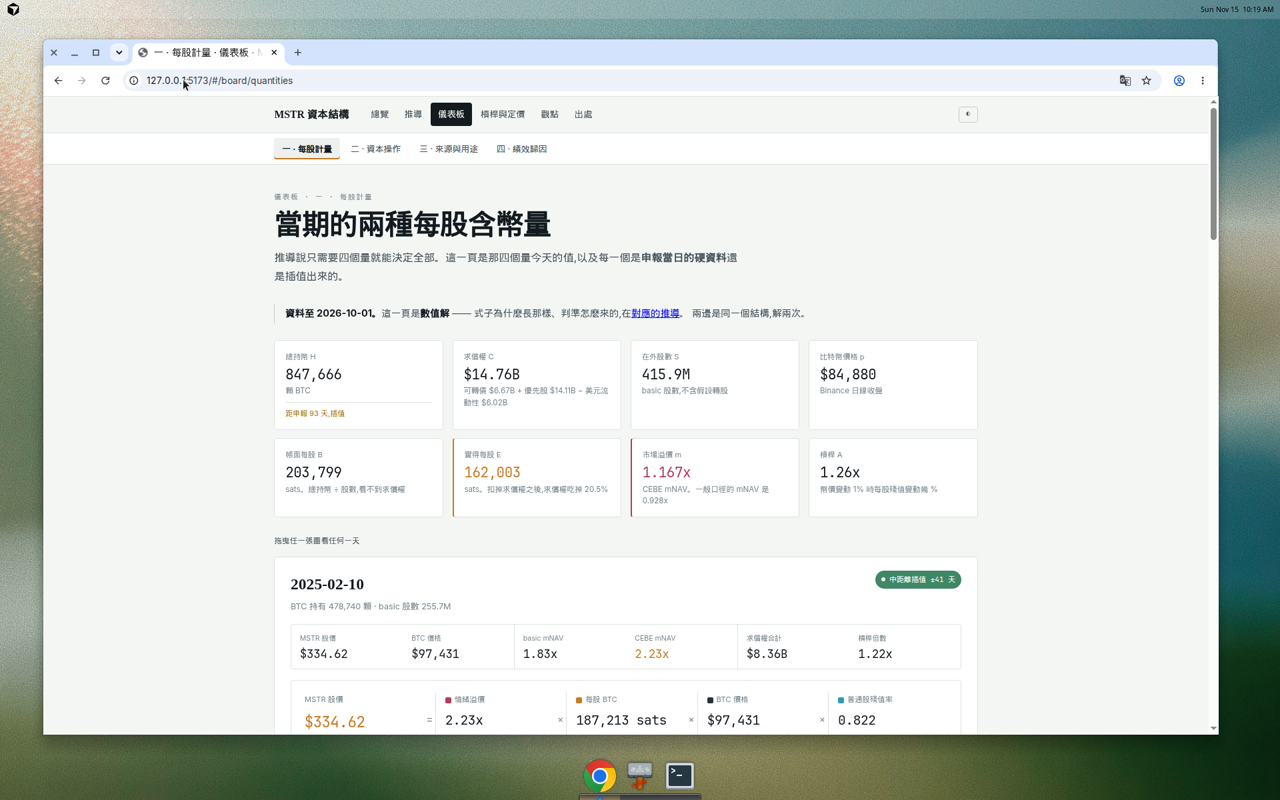 Sun Nov 15 10:19 AM
一 · 每股計量 · 儀表板 ·
127.0.0.1:5173/#/board/quantities
MSTR 資本結構 總覽 推導 儀表板 槓桿與定價 觀點 出處
一 · 每股計量 二 · 資本操作 三 · 來源與用途 四 · 績效歸因
儀表板 · 一 · 每股計量
當期的兩種每股含幣量
推導說只需要四個量就能決定全部。這一頁是那四個量今天的值,以及每一個是申報當日的硬資料還
是插值出來的。
資料至 2026-10-01。這一頁是數值解 —— 式子為什麼長那樣、判準怎麼來的,在對應的推導。 兩邊是同一個結構,解兩次。
總持幣 H
847,666
顆 BTC
距申報 93 天,插值
求償權 C
$14.76B
可轉債 $6.67B + 優先股 $14.11B − 美元流
動性 $6.02B
在外股數 S
415.9M
basic 股數,不含假設轉股
比特幣價格 p
$84,880
Binance 日線收盤
帳面每股 B
203,799
sats。總持幣 ÷ 股數,看不到求償權
實得每股 E
162,003
sats。扣掉求償權之後,求償權吃掉 20.5%
市場溢價 m
1.167x
CEBE mNAV。一般口徑的 mNAV 是
0.928x
槓桿 Λ
1.26x
幣價變動 1% 時每股殘值變動幾 %
拖曳任一張圖看任何一天
2025-02-10
中距離插值 ±41 天
BTC 持有 478,740 顆 · basic 股數 255.7M
MSTR 股價
$334.62
BTC 價格
$97,431
basic mNAV
1.83x
CEBE mNAV
2.23x
求償權合計
$8.36B
槓桿倍數
1.22x
MSTR 股價
$334.62
=
情緒溢價
2.23x
×
每股 BTC
187,213 sats
×
BTC 價格
$97,431
×
普通股殘值率
0.822